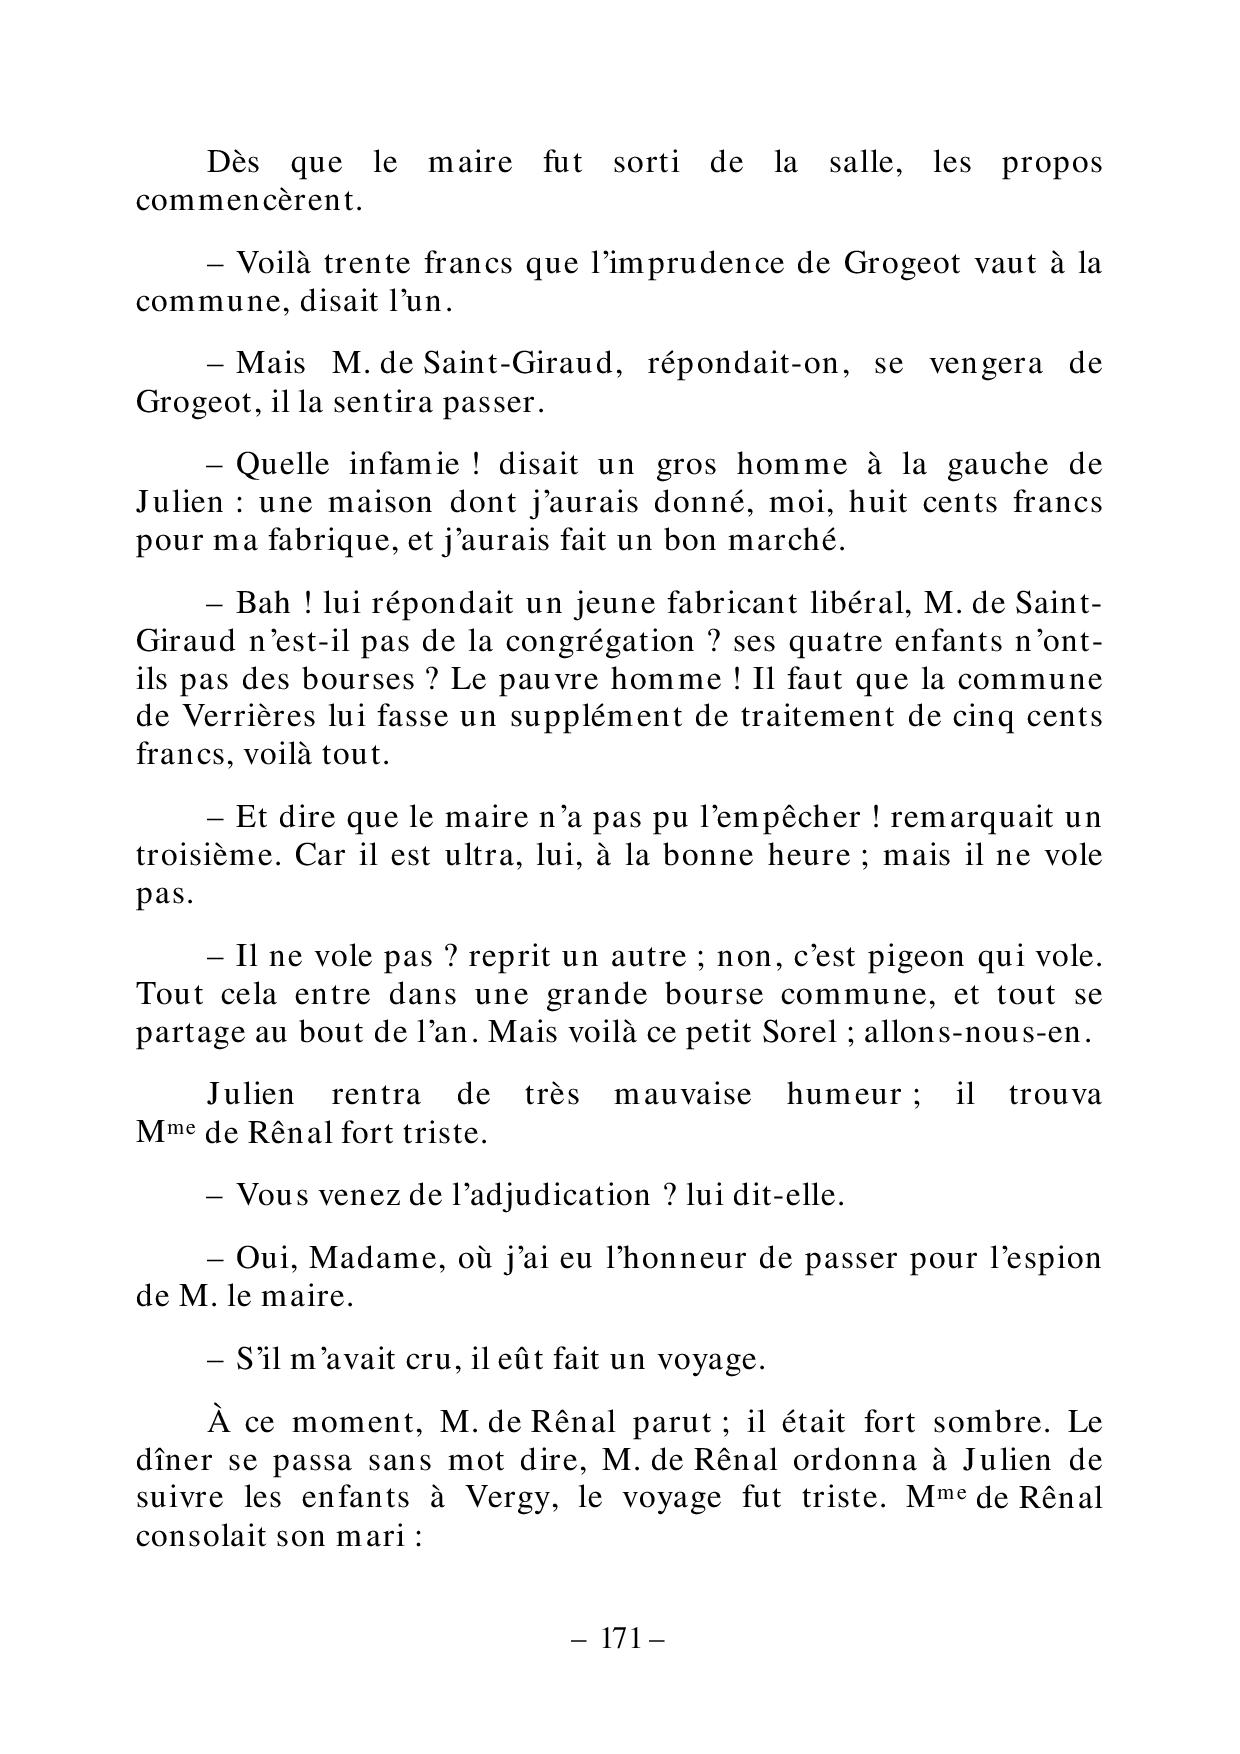 Dès que le maire fut sorti de la salle, les propos
commencèrent.
– Voilà trente francs que l’imprudence de Grogeot vaut à la
commune, disait l’un.
– Mais M. de Saint-Giraud, répondait-on, se vengera de
Grogeot, il la sentira passer.
– Quelle infamie ! disait un gros homme à la gauche de
Julien : une maison dont j’aurais donné, moi, huit cents francs
pour ma fabrique, et j’aurais fait un bon marché.
– Bah ! lui répondait un jeune fabricant libéral, M. de Saint-
Giraud n’est-il pas de la congrégation ? ses quatre enfants n’ont-
ils pas des bourses ? Le pauvre homme ! Il faut que la commune
de Verrières lui fasse un supplément de traitement de cinq cents
francs, voilà tout.
– Et dire que le maire n’a pas pu l’empêcher ! remarquait un
troisième. Car il est ultra, lui, à la bonne heure ; mais il ne vole
pas.
– Il ne vole pas ? reprit un autre ; non, c’est pigeon qui vole.
Tout cela entre dans une grande bourse commune, et tout se
partage au bout de l’an. Mais voilà ce petit Sorel ; allons-nous-en.
Julien rentra de très mauvaise humeur ; il trouva
Mme de Rênal fort triste.
– Vous venez de l’adjudication ? lui dit-elle.
– Oui, Madame, où j’ai eu l’honneur de passer pour l’espion
de M. le maire.
– S’il m’avait cru, il eût fait un voyage.
À ce moment, M. de Rênal parut ; il était fort sombre. Le
dîner se passa sans mot dire, M. de Rênal ordonna à Julien de
suivre les enfants à Vergy, le voyage fut triste. Mme de Rênal
consolait son mari :
– 171 –